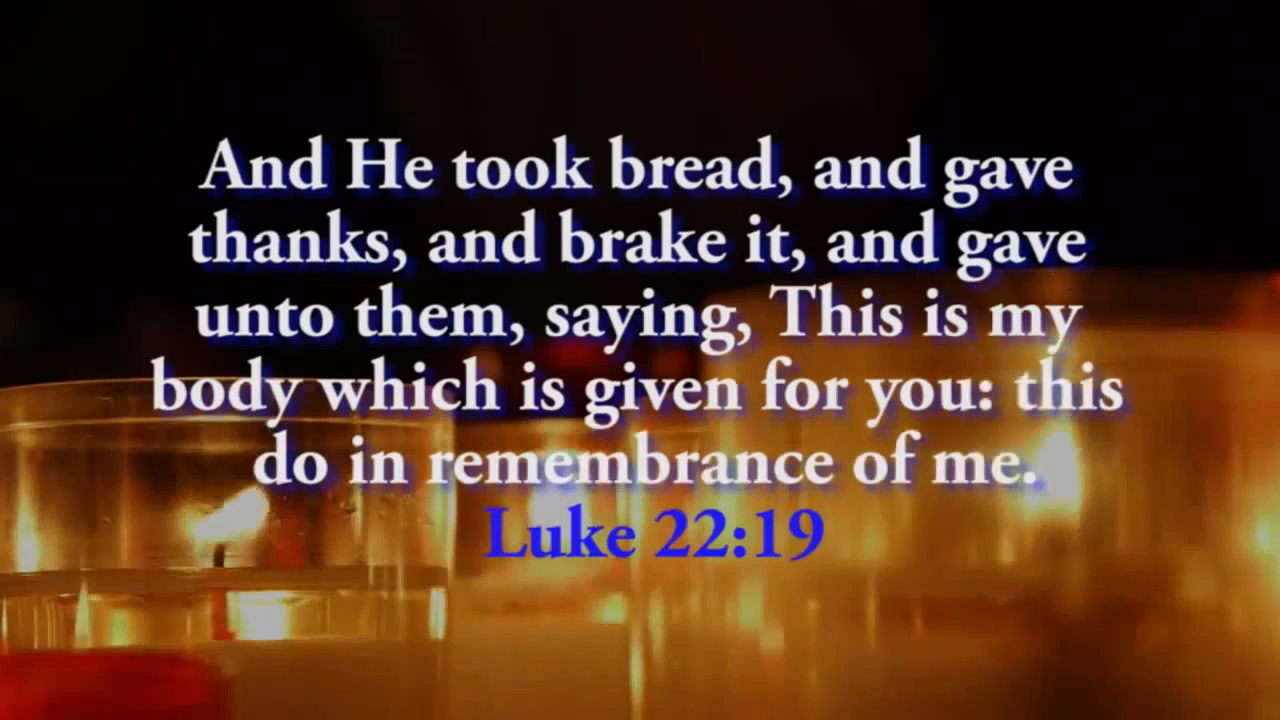 And He took bread, and gave
thanks, and brake it, and gave
unto them, saying, This is my
body which is given for you: this
do in remembrance of me.
Luke 22:19